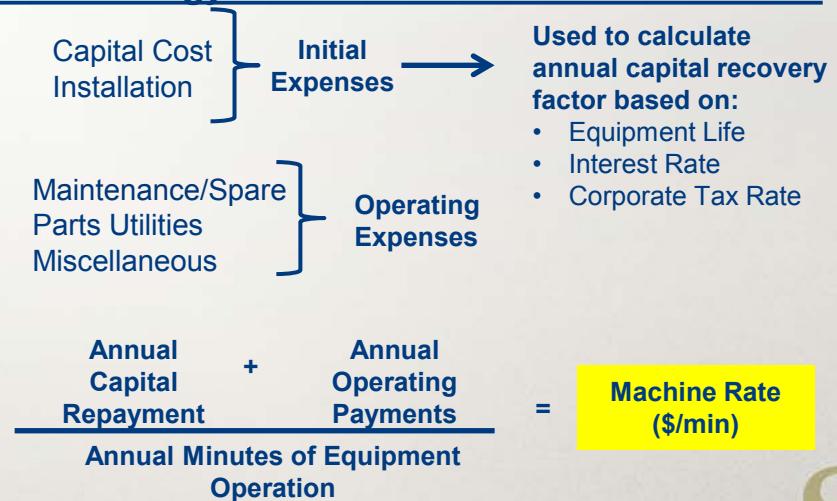 Capital Cost
Installation
Initial
Expenses
Used to calculate
annual capital recovery
factor based on:
• Equipment Life
• Interest Rate
• Corporate Tax Rate
Maintenance/Spare
Parts Utilities
Miscellaneous
Operating
Expenses
Annual
Capital
Repayment
+
Annual
Operating
Payments
Annual Minutes of Equipment
Operation
=
Machine Rate
($/min)